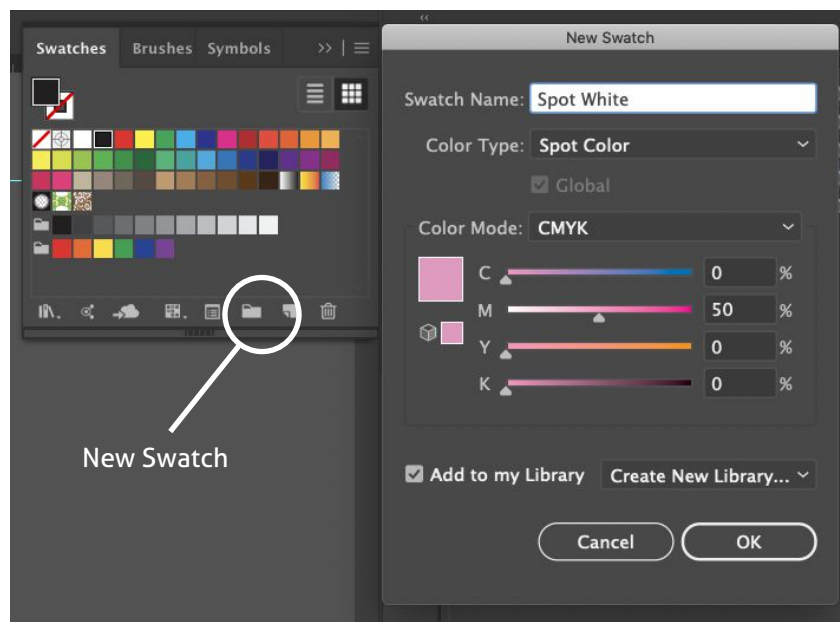 Swatches Brushes Symbols
New Swatch
New Swatch
Swatch Name: Spot White
Color Type: Spot Color
Global
Color Mode: CMYK
C 0 %
M 50 %
Y 0 %
K 0 %
Add to my Library Create New Library...
Cancel OK